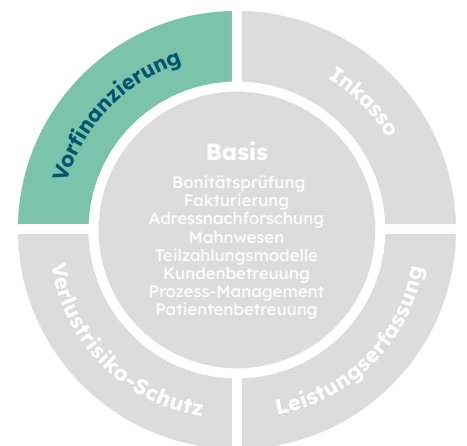 Vorfinanzierung
Inkasso
Basis
Bonitätsprüfung
Fakturierung
Adressnachforschung
Mahnwesen
Teilzahlungsmodelle
Kundenbetreuung
Prozess-Management
Patientenbetreuung
Verlustrisiko-Schutz
Leistungserfassung